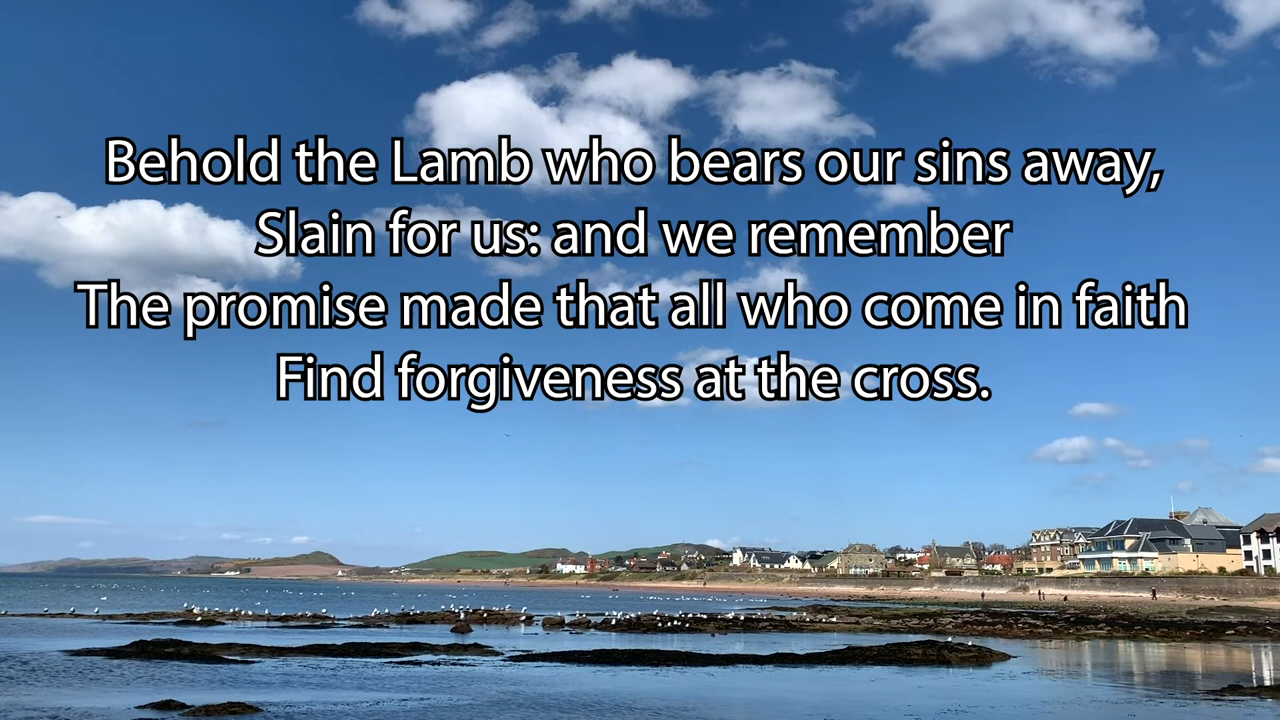 Behold the Lamb who bears our sins away,
Slain for us: and we remember
The promise made that all who come in faith
Find forgiveness at the cross.